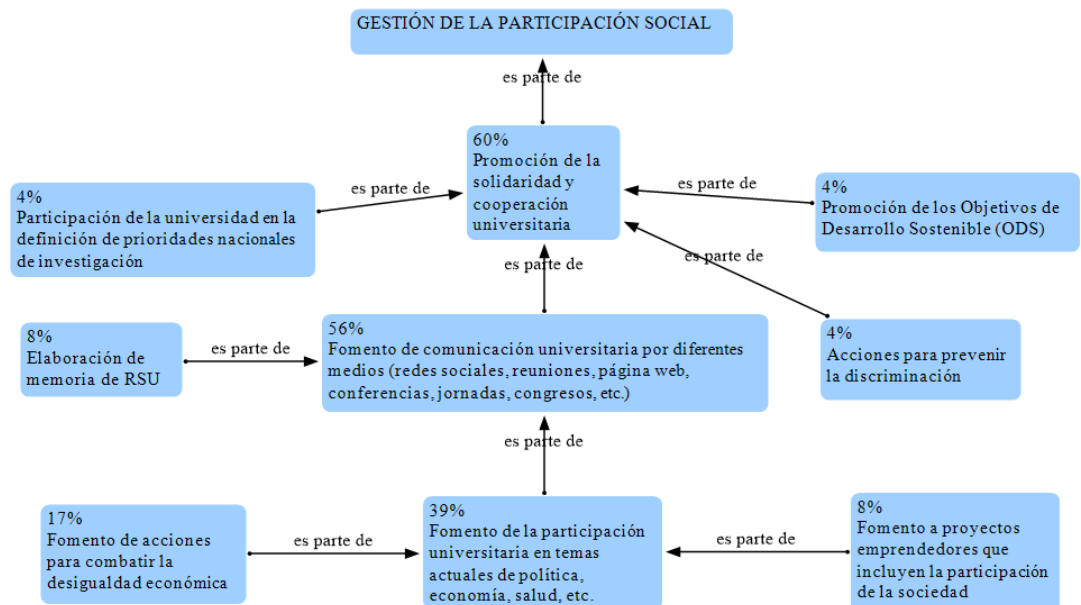 GESTIÓN DE LA PARTICIPACIÓN SOCIAL
es parte de
60%
Promoción de la
solidaridad y
cooperación
universitaria
es parte de
4%
Participación de la universidad en la
definición de prioridades nacionales
de investigación
es parte de
4%
Promoción de los Objetivos de
Desarrollo Sostenible (ODS)
es parte de
es parte de
8%
Elaboración de
memoria de RSU
es parte de
56%
Fomento de comunicación universitaria por diferentes
medios (redes sociales, reuniones, página web,
conferencias, jornadas, congresos, etc.)
4%
Acciones para prevenir
la discriminación
es parte de
17%
Fomento de acciones
para combatir la
desigualdad económica
es parte de
39%
Fomento de la participación
universitaria en temas
actuales de política,
economía, salud, etc.
es parte de
8%
Fomento a proyectos
emprendedores que
incluyen la participación
de la sociedad